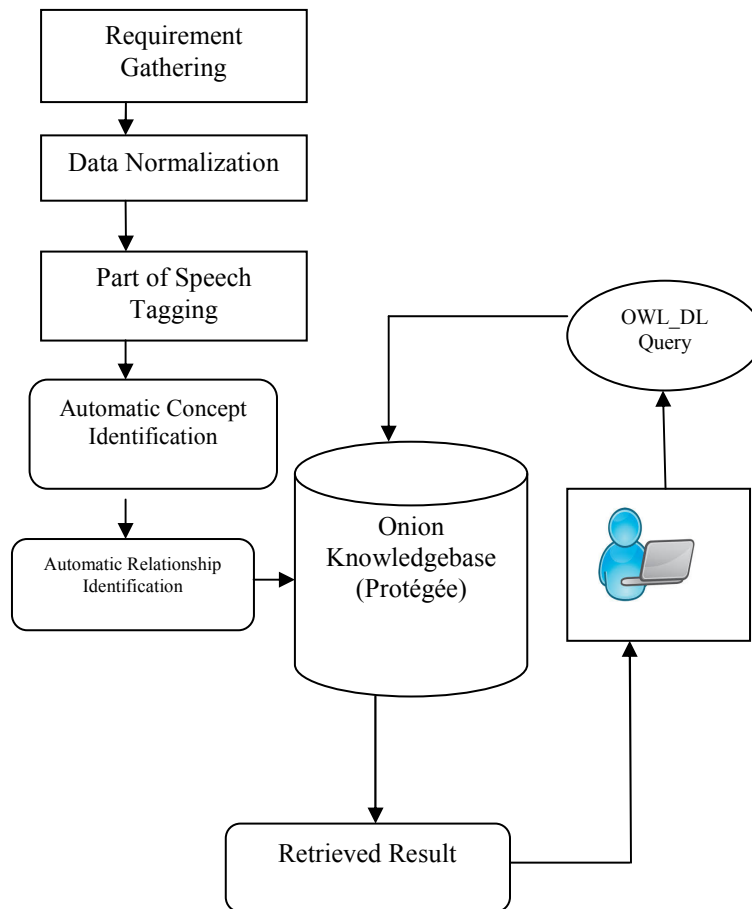 Requirement
Gathering
Data Normalization
Part of Speech
Tagging
Automatic Concept
Identification
Automatic Relationship
Identification
Onion
Knowledgebase
(Protégée)
OWL_DL
Query
Retrieved Result